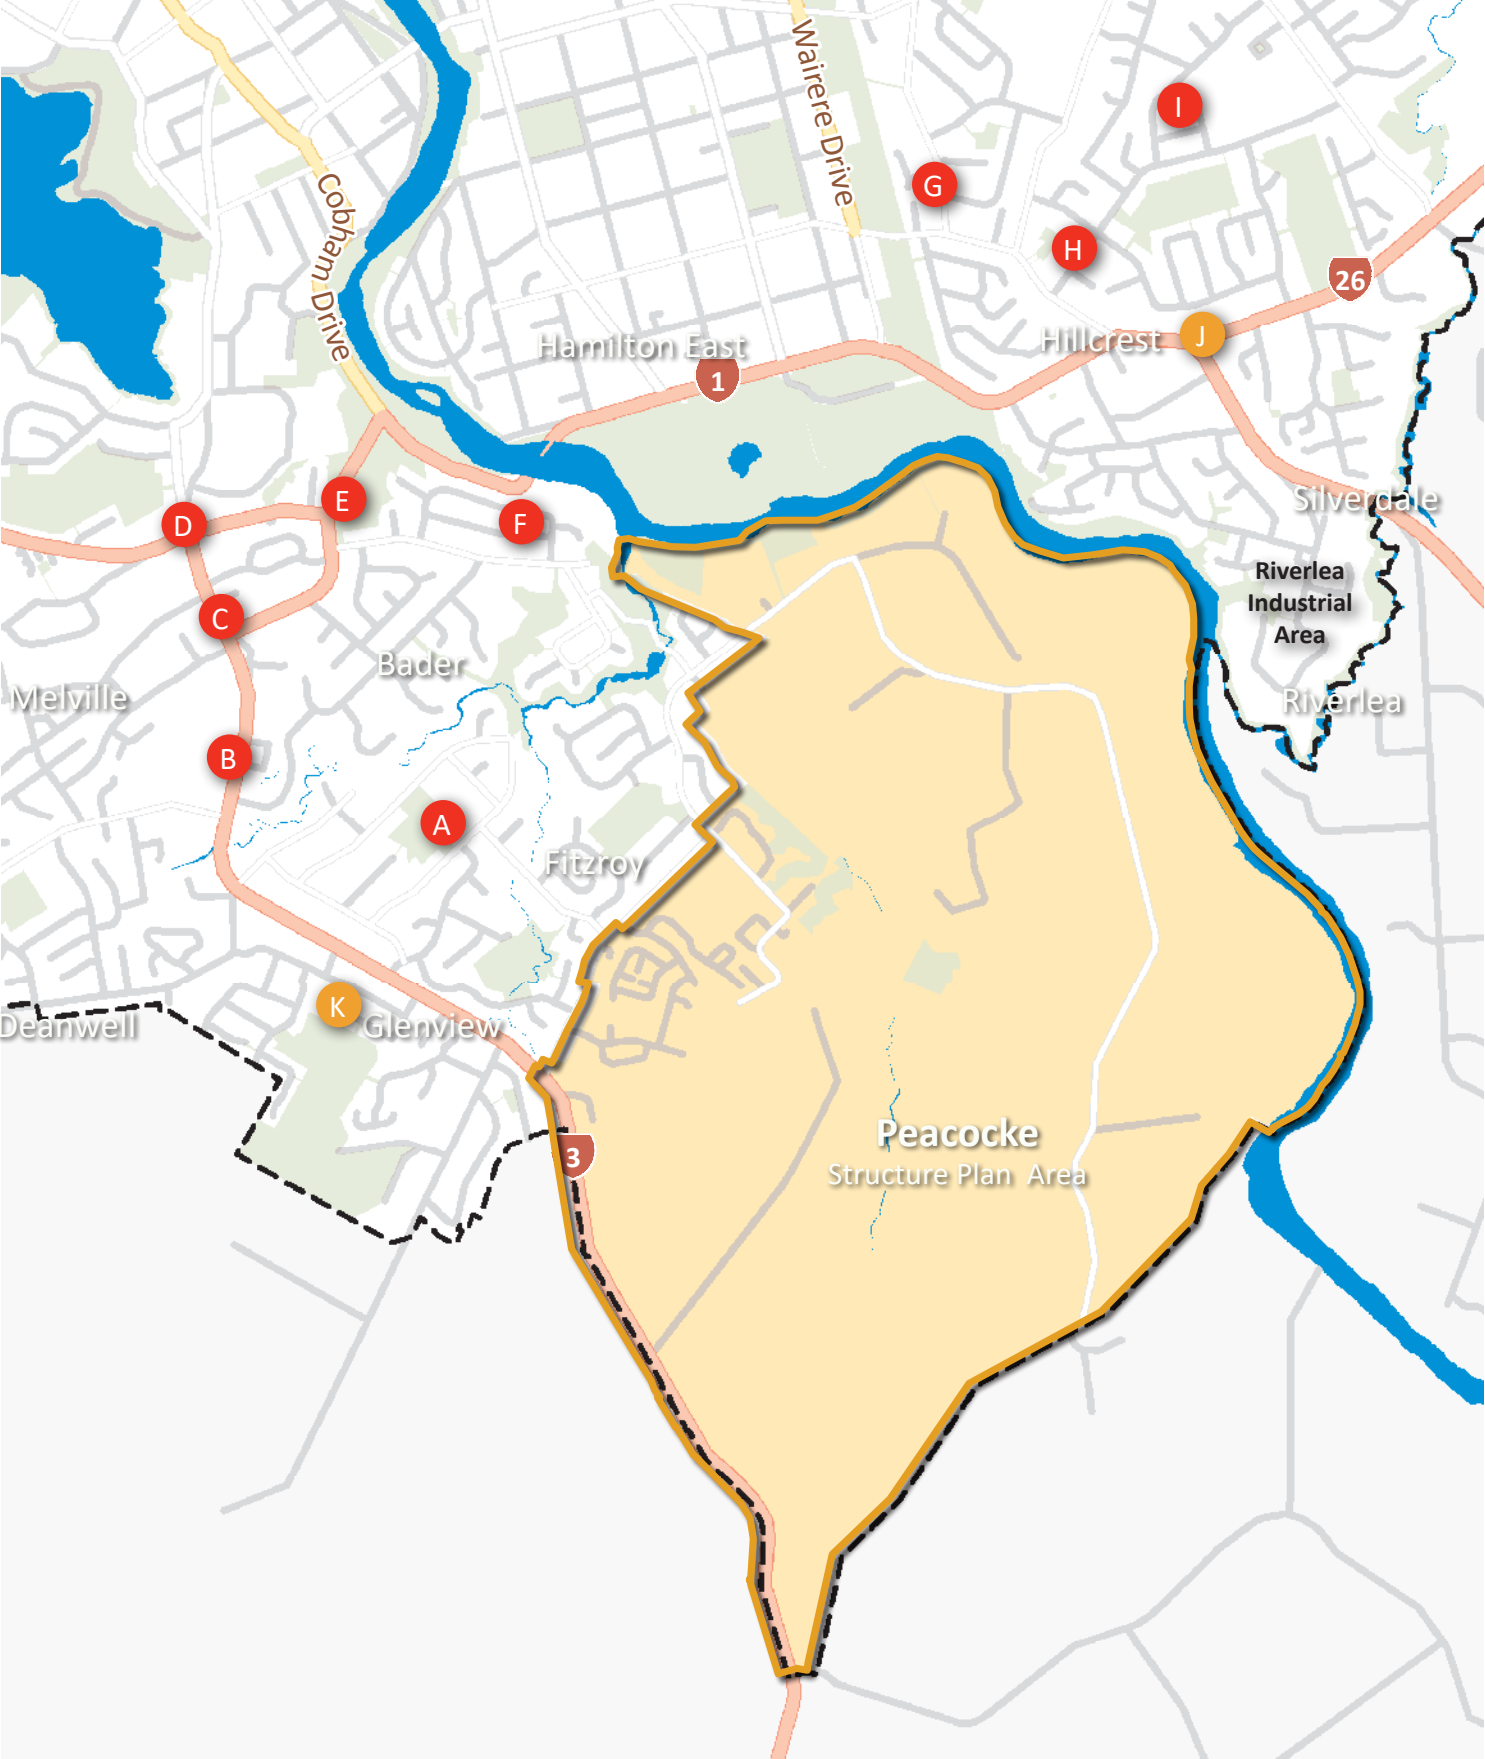 Wairere Drive
I
G
Cobham Drive
H
26
Hamilton East
Hillcrest
J
1
E
D
F
Silverdale
Riverlea
Industrial
Area
C
Bader
Melville
Riverlea
B
A
Fitzroy
K
Deanwell
Glenview
Peacocke
Structure Plan Area
3